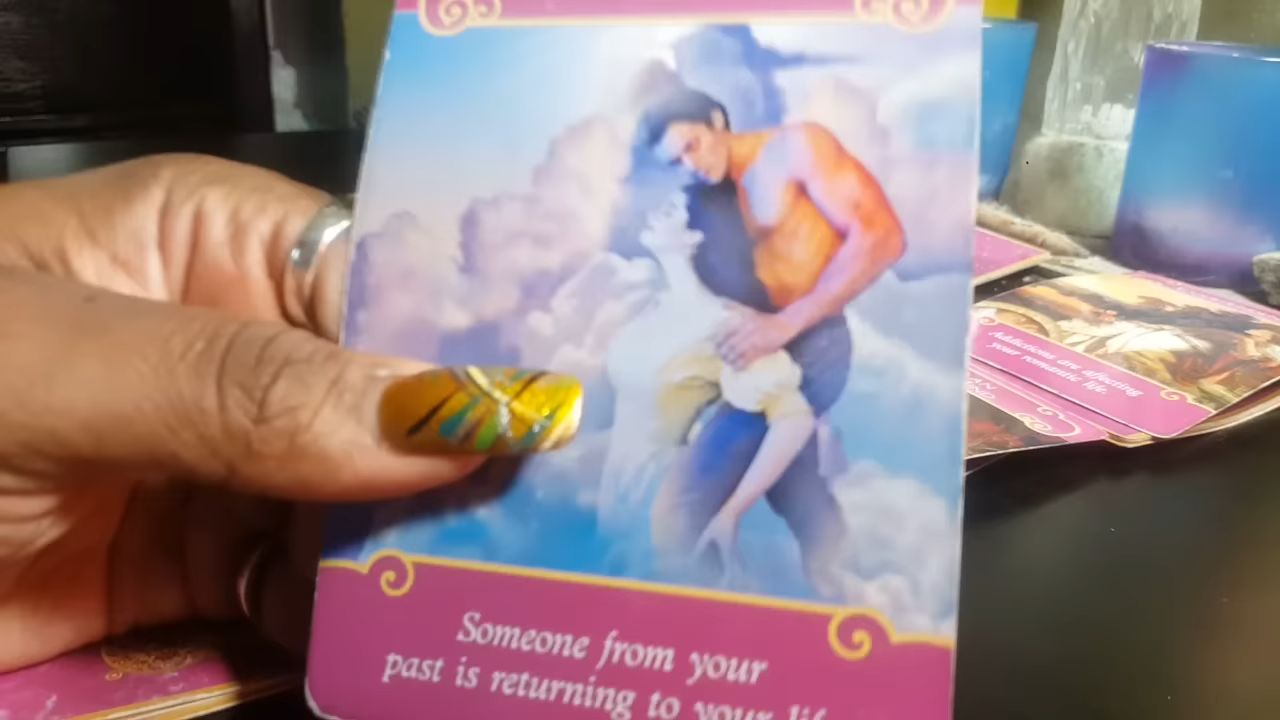 Someone from your
past is returning to your
Addictions are affecting
your romantic life.